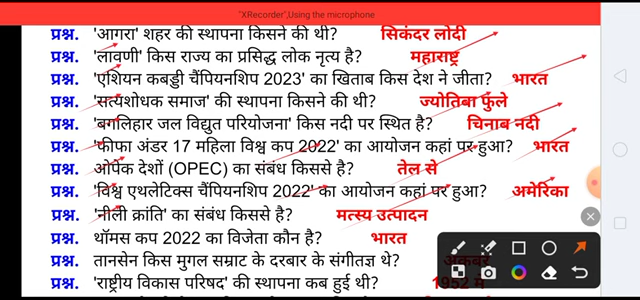 "XRecorder",Using the microphone
प्रश्न. 'आगरा' शहर की स्थापना किसने की थी? सिकंदर लोदी
प्रश्न. 'लावणी' किस राज्य का प्रसिद्ध लोक नृत्य है? महाराष्ट्र
प्रश्न. 'एशियन कबड्डी चैंपियनशिप 2023' का खिताब किस देश ने जीता? भारत
प्रश्न. 'सत्यशोधक समाज' की स्थापना किसने की थी? ज्योतिबा फुले
प्रश्न. 'बगलिहार जल विद्युत परियोजना' किस नदी पर स्थित है? चिनाब नदी
प्रश्न. 'फीफा अंडर 17 महिला विश्व कप 2022' का आयोजन कहां पर हुआ? भारत
प्रश्न. ओपेक देशों (OPEC) का संबंध किससे है? तेल से
प्रश्न. 'विश्व एथलेटिक्स चैंपियनशिप 2022' का आयोजन कहां पर हुआ? अमेरिका
प्रश्न. 'नीली क्रांति' का संबंध किससे है? मत्स्य उत्पादन
प्रश्न. थॉमस कप 2022 का विजेता कौन है? भारत
प्रश्न. तानसेन किस मुगल सम्राट के दरबार के संगीतज्ञ थे? अकबर
प्रश्न. 'राष्ट्रीय विकास परिषद' की स्थापना कब हुई थी? 1952 में